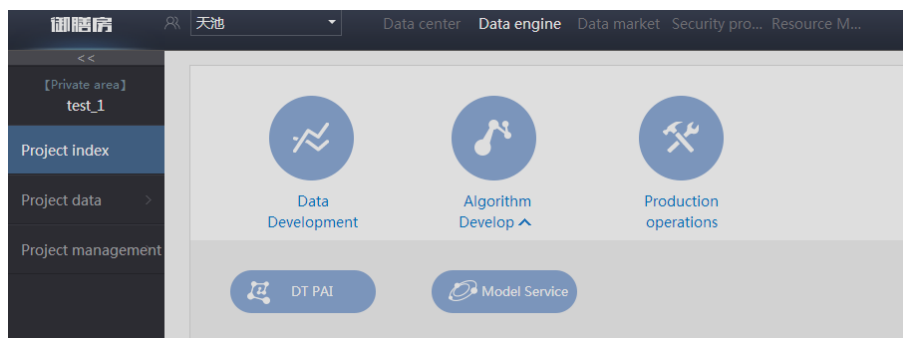 御膳房 天池 Data center Data engine Data market Security pro... Resource M...
<<
【Private area】
test_1
Project index
Project data >
Project management
Data
Development
Algorithm
Develop
Production
operations
DT PAI
Model Service